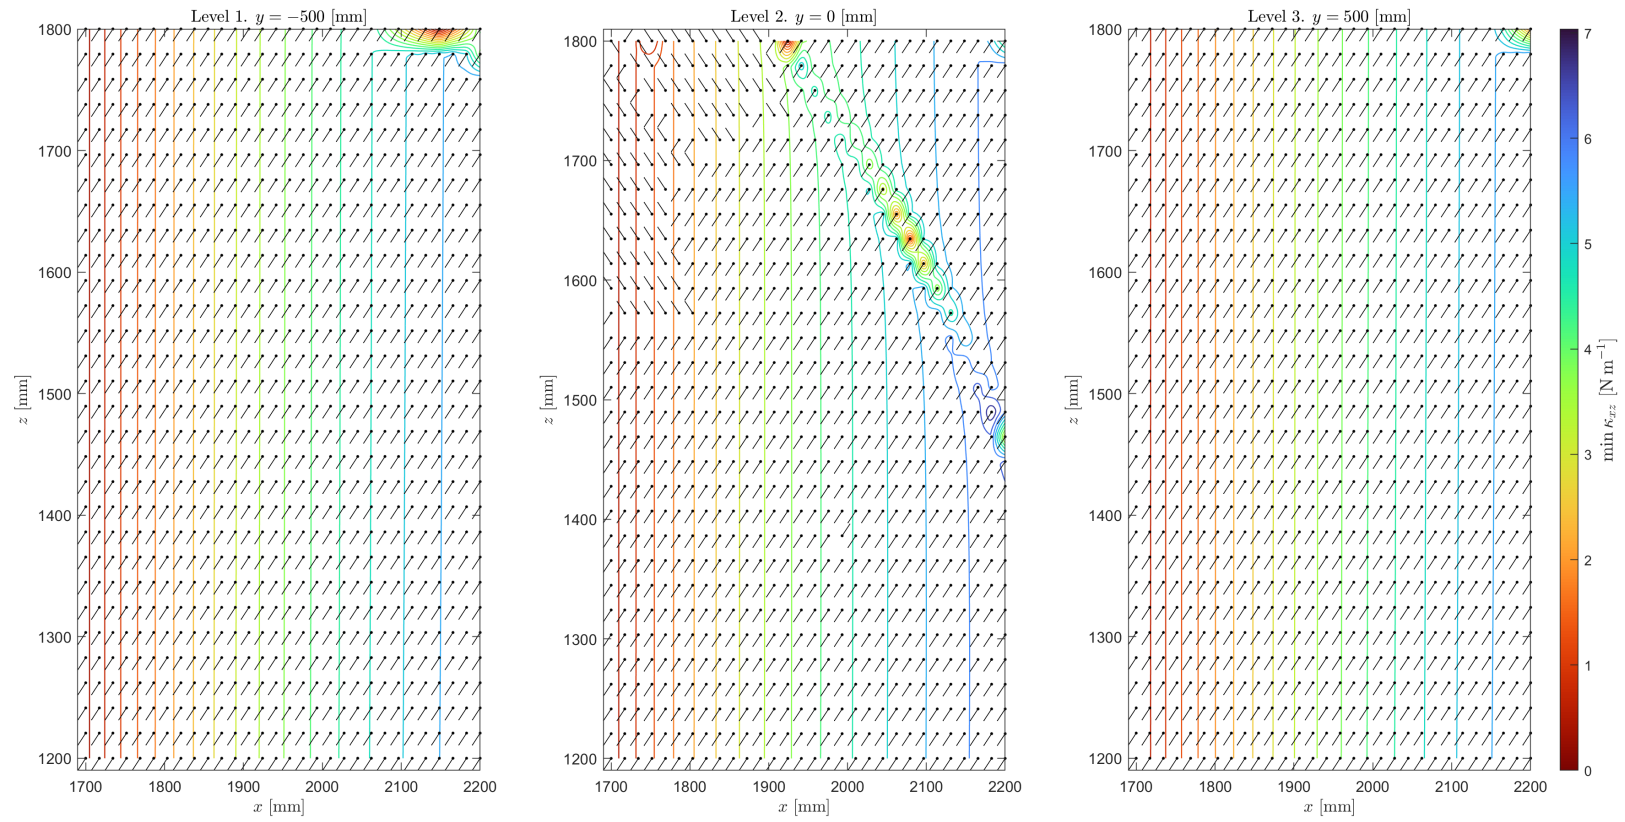 Level 1. y = −500 [mm]
1800
1700
1600
1500
1400
1300
1200
z [mm]
1700 1800 1900 2000 2100 2200
x [mm]
Level 2. y = 0 [mm]
1800
1700
1600
1500
1400
1300
1200
z [mm]
1700 1800 1900 2000 2100 2200
x [mm]
Level 3. y = 500 [mm]
1800
1700
1600
1500
1400
1300
1200
z [mm]
1700 1800 1900 2000 2100 2200
x [mm]
7
6
5
4
3
2
1
0
min κxz [N m⁻¹]